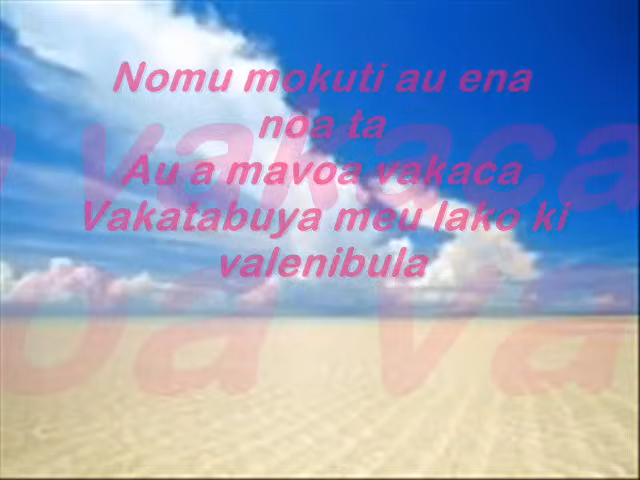 Nomu mokuti au ena
noa ta
Au a mavoa vakaca
Vakatabuya meu lako ki
valenibula